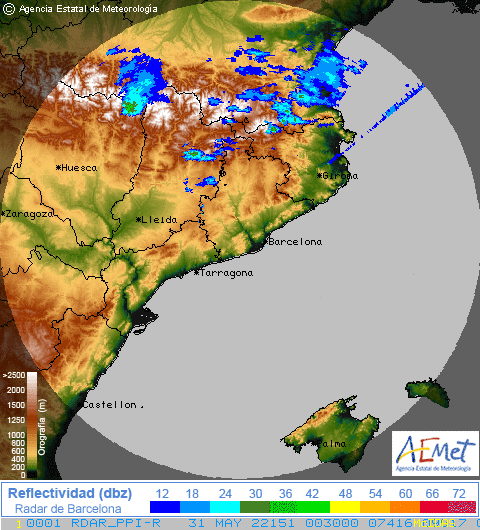 © Agencia Estatal de Meteorología
Huesca
Girona
Zaragoza
Lleida
Barcelona
Tarragona
>2500
2000
1500
1250
1000
800
600
400
200
0
Orografía (m)
Castellon
Palma
AEMet
Agencia Estatal de Meteorología
Reflectividad (dbz)
Radar de Barcelona
12 18 24 30 36 42 48 54 60 66 72
1 0001 RDAR_PPI-R 31 MAY 22151 003000 0741